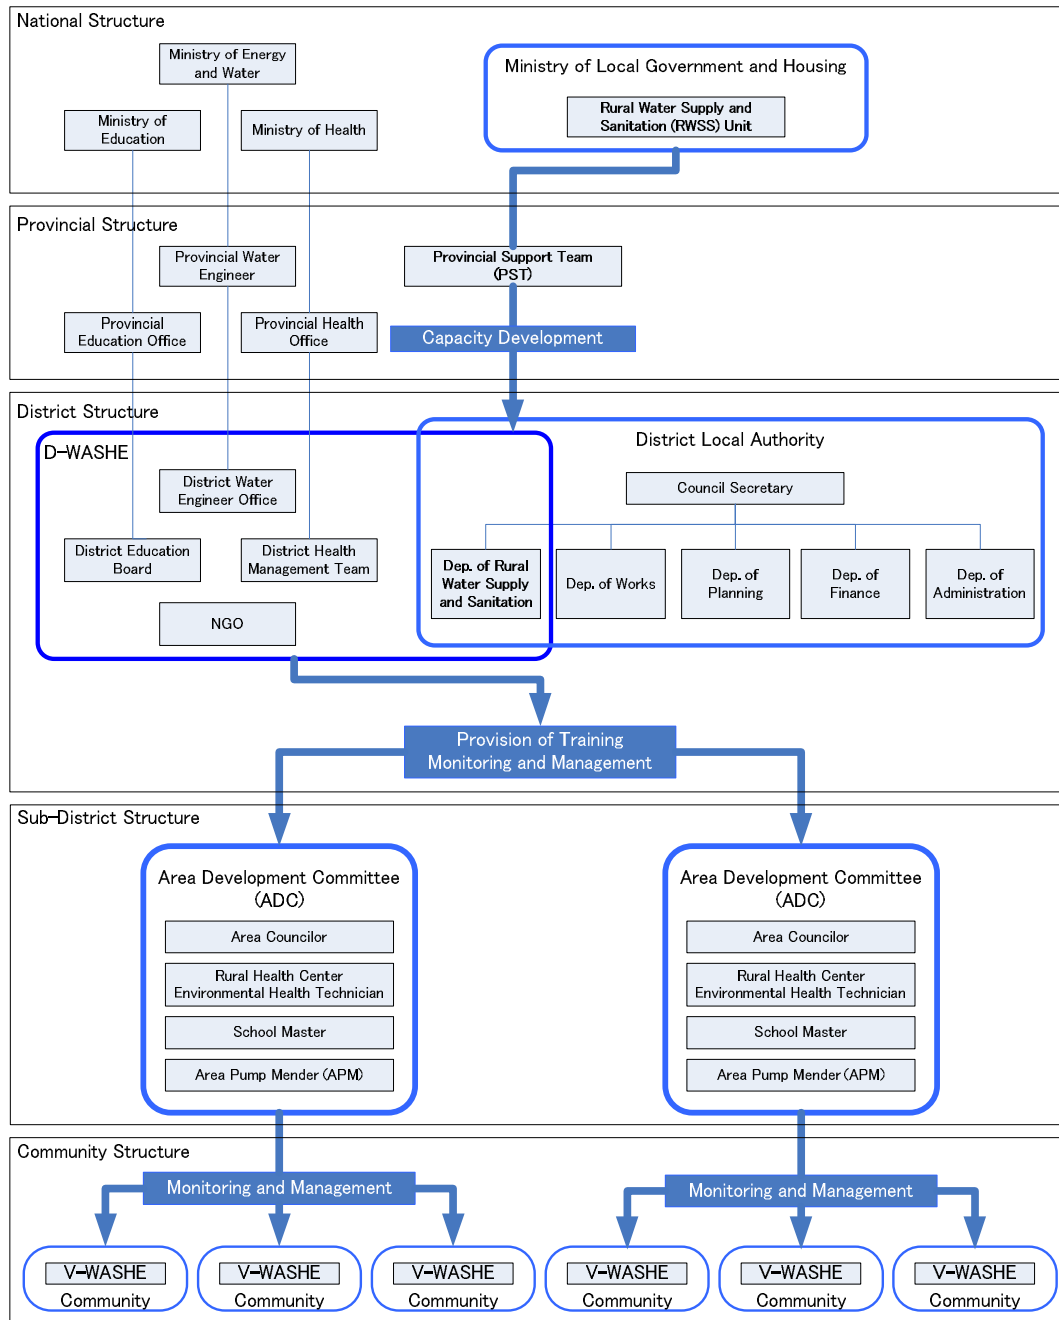 National Structure
Ministry of Energy
and Water
Ministry of
Education
Ministry of Health
Ministry of Local Government and Housing
Rural Water Supply and
Sanitation (RWSS) Unit
Provincial Structure
Provincial Water
Engineer
Provincial Support Team
(PST)
Provincial
Education Office
Provincial Health
Office
Capacity Development
District Structure
D-WASHE
District Local Authority
District Water
Engineer Office
Council Secretary
District Education
Board
District Health
Management Team
Dep. of Rural
Water Supply
and Sanitation
Dep. of Works
Dep. of
Planning
Dep. of
Finance
Dep. of
Administration
NGO
Provision of Training
Monitoring and Management
Sub-District Structure
Area Development Committee
(ADC)
Area Councilor
Rural Health Center
Environmental Health Technician
School Master
Area Pump Mender (APM)
Area Development Committee
(ADC)
Area Councilor
Rural Health Center
Environmental Health Technician
School Master
Area Pump Mender (APM)
Community Structure
Monitoring and Management
Monitoring and Management
V-WASHE
Community
V-WASHE
Community
V-WASHE
Community
V-WASHE
Community
V-WASHE
Community
V-WASHE
Community